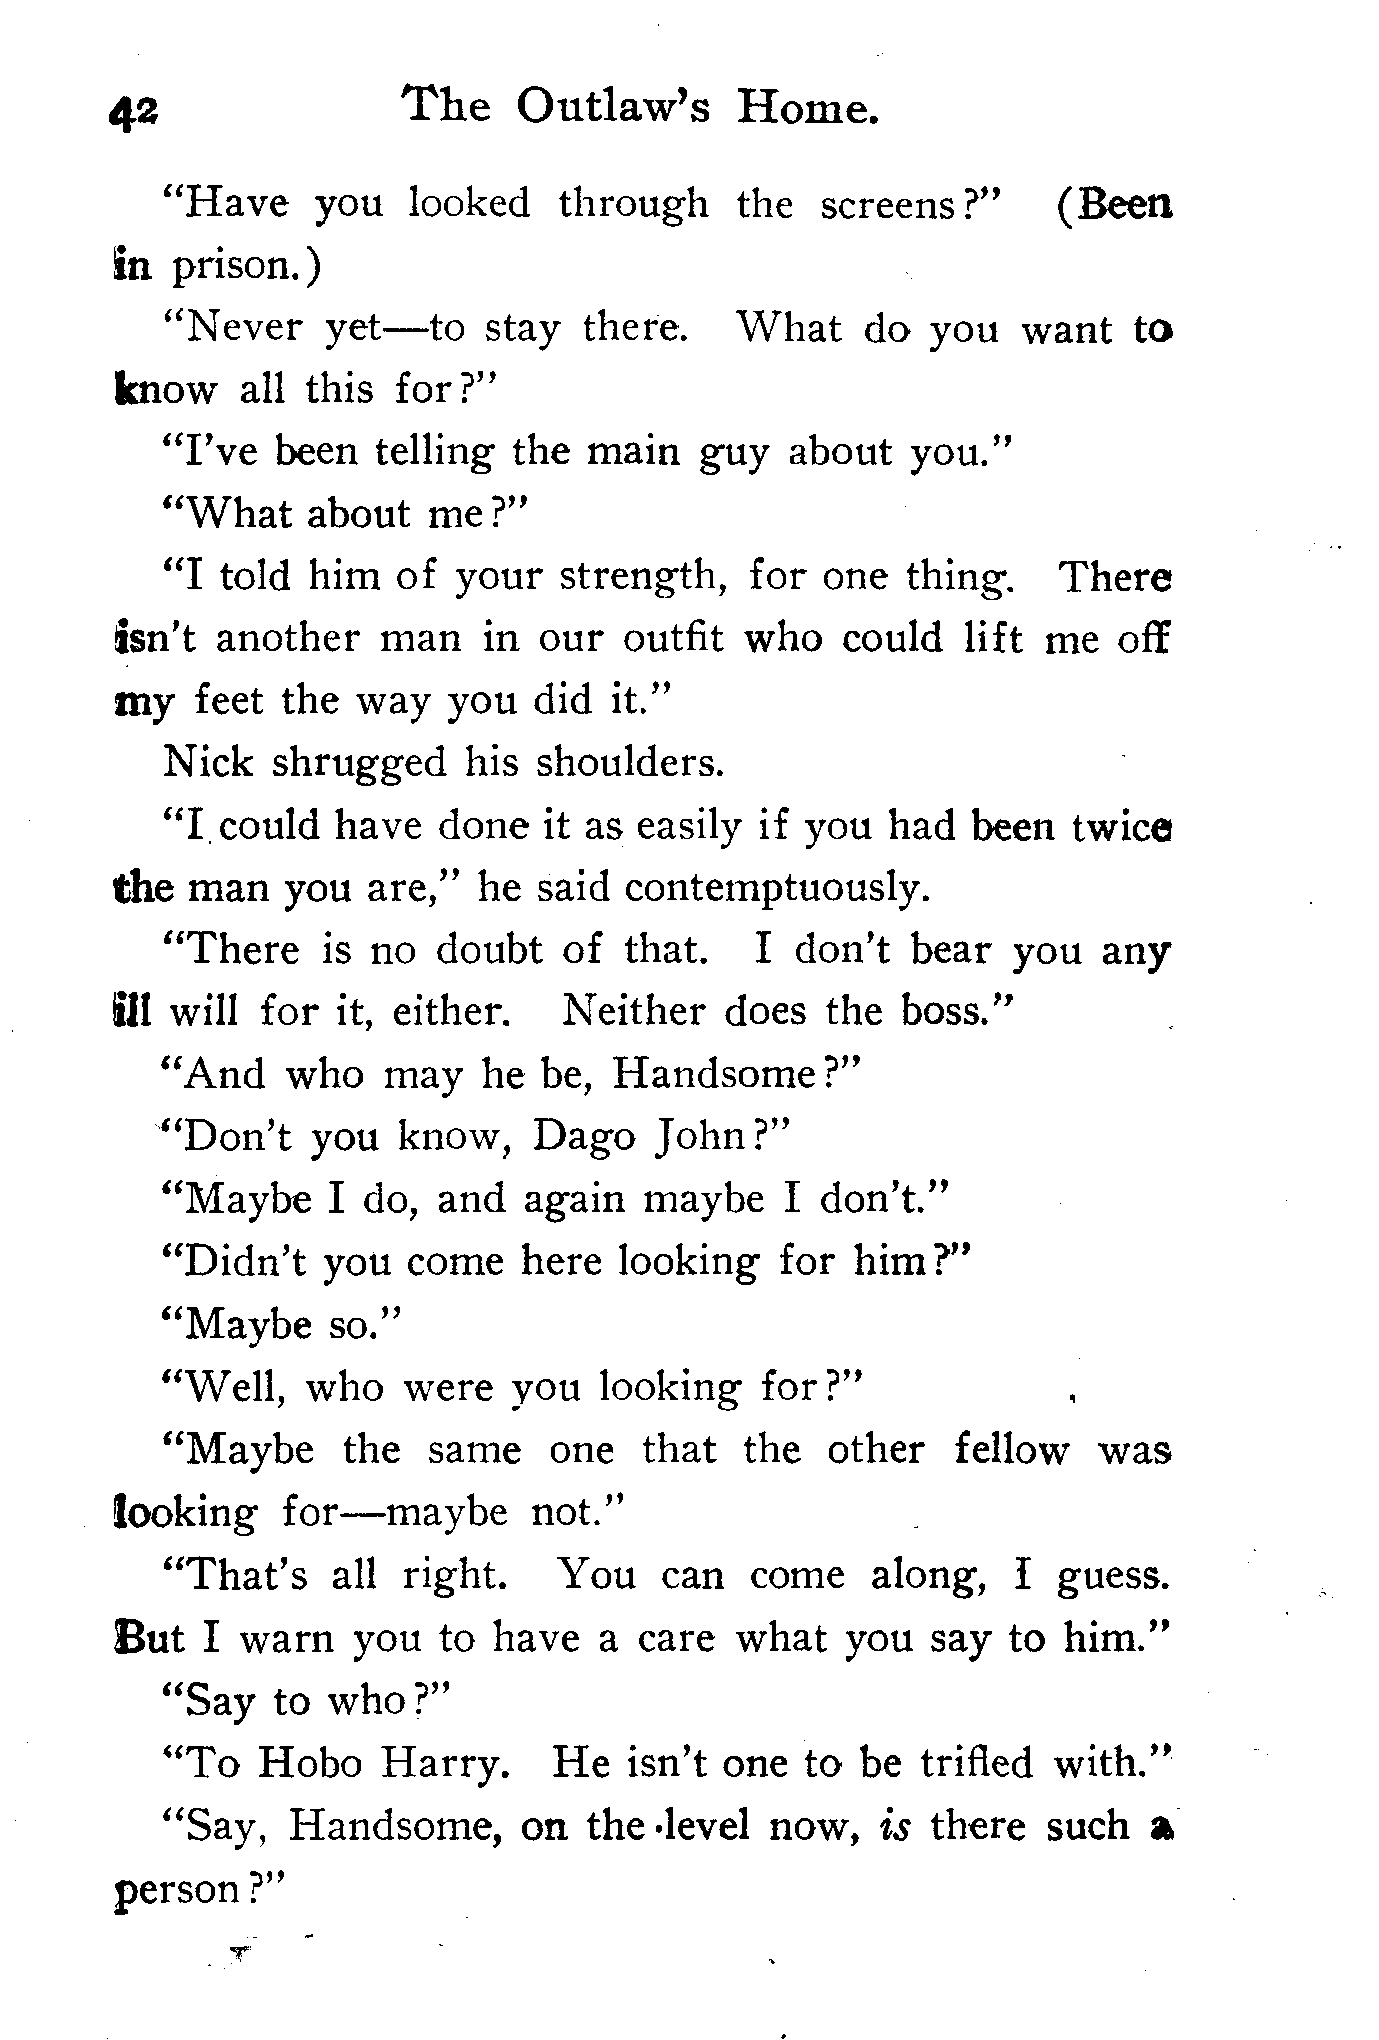 42 The Outlaw's Home.
“Have you looked through the screens?” (Been
in prison.)
“Never yet—to stay there. What do you want to
know all this for?”
“I’ve been telling the main guy about you.”
“What about me?”
“I told him of your strength, for one thing. There
isn’t another man in our outfit who could lift me off
my feet the way you did it.”
Nick shrugged his shoulders.
“I could have done it as easily if you had been twice
the man you are,” he said contemptuously.
“There is no doubt of that. I don’t bear you any
ill will for it, either. Neither does the boss.”
“And who may he be, Handsome?”
“Don’t you know, Dago John?”
“Maybe I do, and again maybe I don’t.”
“Didn’t you come here looking for him?”
“Maybe so.”
“Well, who were you looking for?”
“Maybe the same one that the other fellow was
looking for—maybe not.”
“That’s all right. You can come along, I guess.
But I warn you to have a care what you say to him.”
“Say to who?”
“To Hobo Harry. He isn’t one to be trifled with.”
“Say, Handsome, on the level now, is there such a
person?”